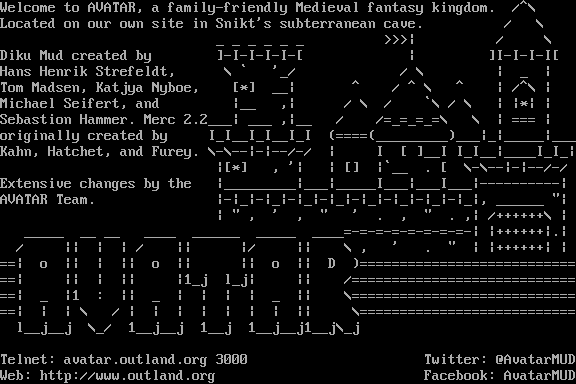 Welcome to AVATAR, a family-friendly Medieval fantasy kingdom.
Located on our own site in Snikt's subterranean cave.
Diku Mud created by
Hans Henrik Strefeldt,
Tom Madsen, Katjya Nyboe,
Michael Seifert, and
Sebastion Hammer. Merc 2.2
originally created by
Kahn, Hatchet, and Furey.
Extensive changes by the
AVATAR Team.
AVATAR
Telnet: avatar.outland.org 3000
Twitter: @AvatarMUD
Web: http://www.outland.org
Facebook: AvatarMUD